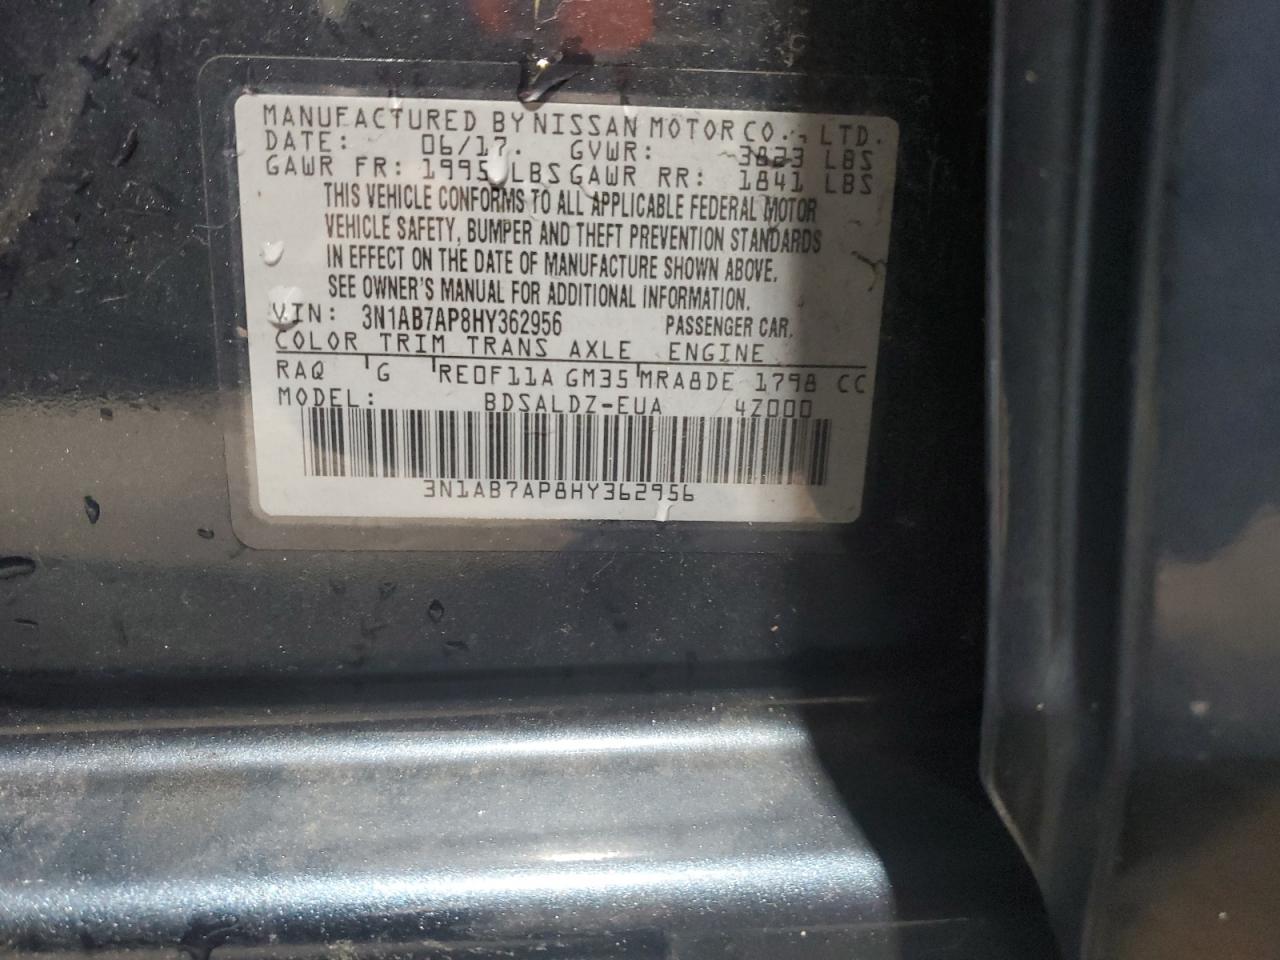 MANUFACTURED BY NISSAN MOTOR CO., LTD.
DATE: 06/17. GVWR: 3823 LBS
GAWR FR: 1995 LBS GAWR RR: 1841 LBS
THIS VEHICLE CONFORMS TO ALL APPLICABLE FEDERAL MOTOR
VEHICLE SAFETY, BUMPER AND THEFT PREVENTION STANDARDS
IN EFFECT ON THE DATE OF MANUFACTURE SHOWN ABOVE.
SEE OWNER'S MANUAL FOR ADDITIONAL INFORMATION.
VIN: 3N1AB7AP8HY362956 PASSENGER CAR.
COLOR TRIM TRANS AXLE ENGINE
RAQ G RE0F11A GM35 MRA8DE 1798 CC
MODEL: BDSALDZ-EUA 4Z000
3N1AB7AP8HY362956